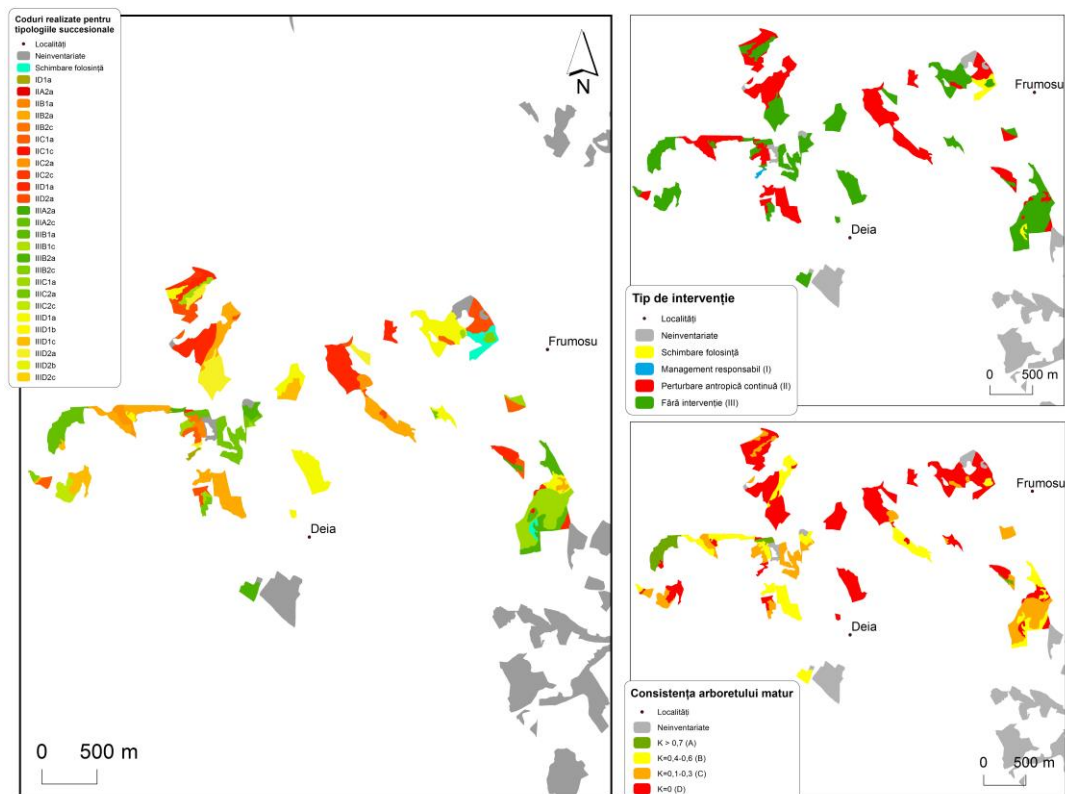 Coduri realizate pentru
tipologiile succesionale
Localități
Neinventariate
Schimbare folosință
ID1a
IIA2a
IIB1a
IIB2a
IIB2c
IIC1a
IIC1c
IIC2a
IIC2c
IID1a
IID2a
IIIA2a
IIIA2c
IIIB1a
IIIB1c
IIIB2a
IIIB2c
IIIC1a
IIIC2a
IIIC2c
IIID1a
IIID1b
IIID1c
IIID2a
IIID2b
IIID2c
N
Frumosu
Deia
0 500 m
Frumosu
Deia
Tip de intervenție
Localități
Neinventariate
Schimbare folosință
Management responsabil (I)
Perturbare antropică continuă (II)
Fără intervenție (III)
0 500 m
Frumosu
Deia
Consistența arboretului matur
Localități
Neinventariate
K > 0,7 (A)
K=0,4-0,6 (B)
K=0,1-0,3 (C)
K=0 (D)
0 500 m